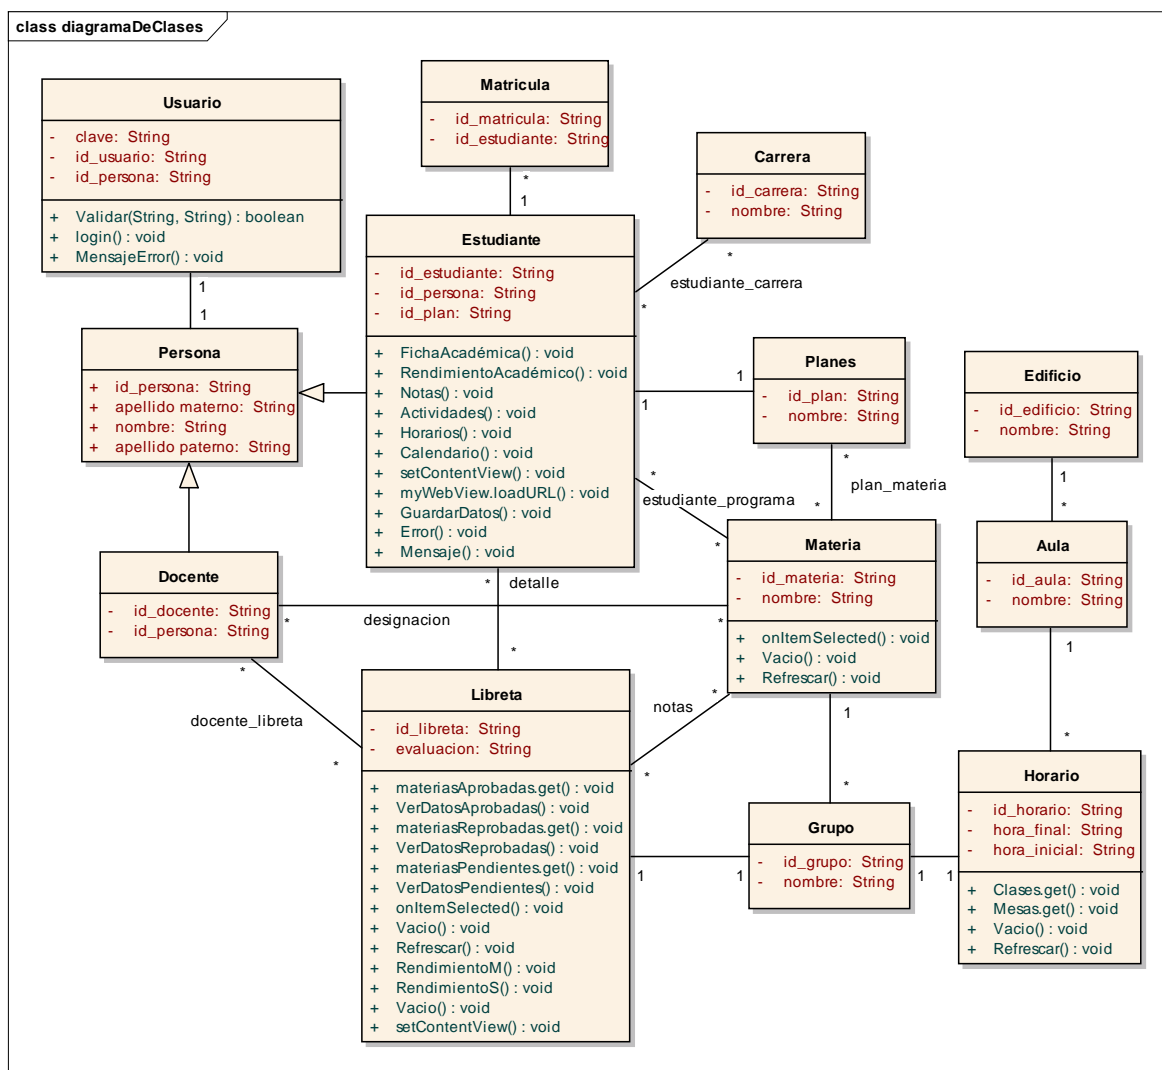 class diagramaDeClases
Usuario
- clave: String
- id_usuario: String
- id_persona: String
+ Validar(String, String) : boolean
+ login() : void
+ MensajeError() : void
Matricula
- id_matricula: String
- id_estudiante: String
Carrera
- id_carrera: String
- nombre: String
*
1
*
estudiante_carrera
*
Estudiante
- id_estudiante: String
- id_persona: String
- id_plan: String
+ FichaAcadémica() : void
+ RendimientoAcadémico() : void
+ Notas() : void
+ Actividades() : void
+ Horarios() : void
+ Calendario() : void
+ setContentView() : void
+ myWebView.loadURL() : void
+ GuardarDatos() : void
+ Error() : void
+ Mensaje() : void
1
1
Persona
+ id_persona: String
+ apellido materno: String
+ nombre: String
+ apellido paterno: String
1
1
Planes
- id_plan: String
- nombre: String
Edificio
- id_edificio: String
- nombre: String
*
plan_materia
*
*
estudiante_programa
*
1
*
Docente
- id_docente: String
- id_persona: String
Materia
- id_materia: String
- nombre: String
+ onItemSelected() : void
+ Vacio() : void
+ Refrescar() : void
Aula
- id_aula: String
- nombre: String
* detalle
*
*
designacion
*
*
docente_libreta
*
*
notas
*
1
*
1
*
Libreta
- id_libreta: String
- evaluacion: String
+ materiasAprobadas.get() : void
+ VerDatosAprobadas() : void
+ materiasReprobadas.get() : void
+ VerDatosReprobadas() : void
+ materiasPendientes.get() : void
+ VerDatosPendientes() : void
+ onItemSelected() : void
+ Vacio() : void
+ Refrescar() : void
+ RendimientoM() : void
+ RendimientoS() : void
+ Vacio() : void
+ setContentView() : void
1
1
Grupo
- id_grupo: String
- nombre: String
1
1
Horario
- id_horario: String
- hora_final: String
- hora_inicial: String
+ Clases.get() : void
+ Mesas.get() : void
+ Vacio() : void
+ Refrescar() : void